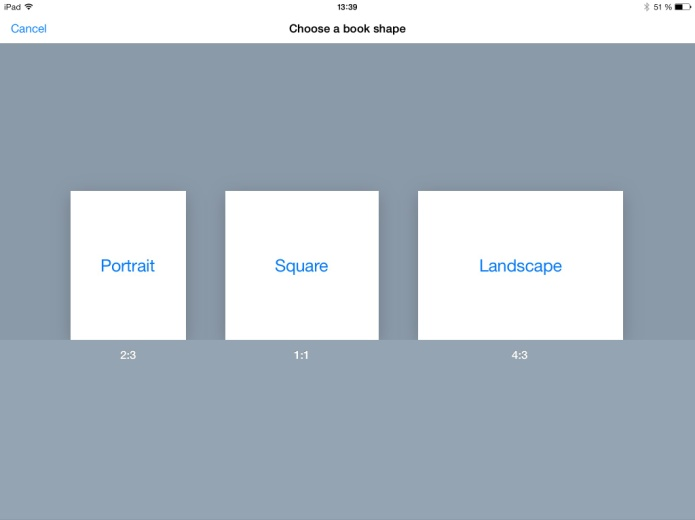 iPad 13:39 51 %
Cancel Choose a book shape
Portrait Square Landscape
2:3 1:1 4:3